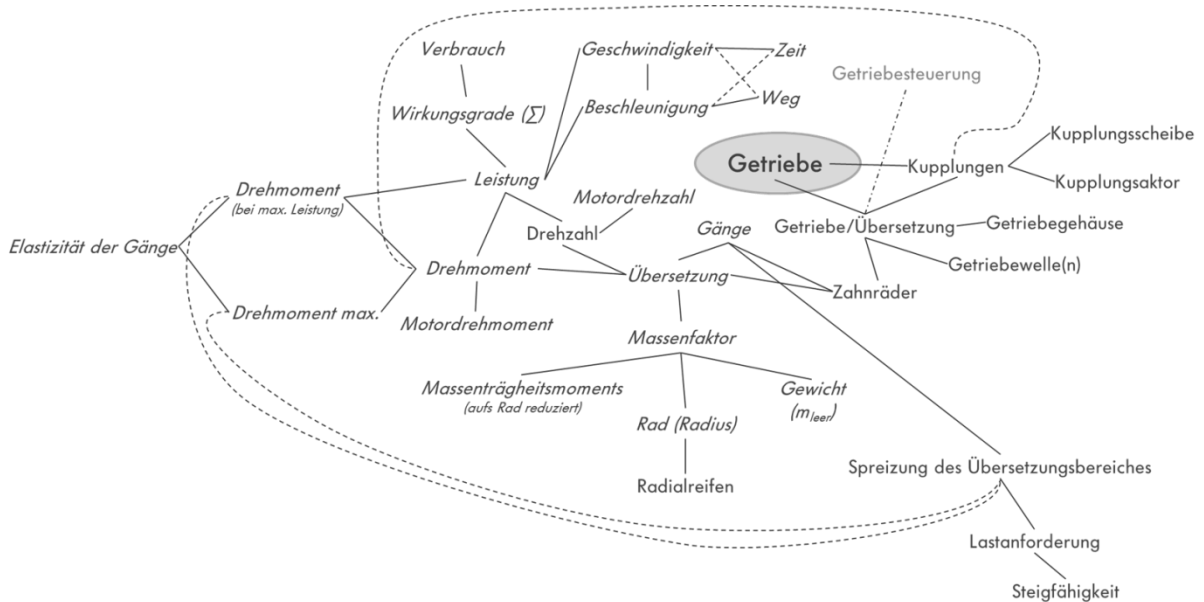 Verbrauch
Geschwindigkeit
Zeit
Getriebesteuerung
Wirkungsgrade (∑)
Beschleunigung
Weg
Kupplungsscheibe
Getriebe
Kupplungen
Leistung
Kupplungsaktor
Drehmoment
(bei max. Leistung)
Motordrehzahl
Drehzahl
Gänge
Getriebe/Übersetzung
Getriebegehäuse
Elastizität der Gänge
Drehmoment
Übersetzung
Getriebewelle(n)
Zahnräder
Drehmoment max.
Motordrehmoment
Massenfaktor
Massenträgheitsmoments
(aufs Rad reduziert)
Gewicht
(m_leer)
Rad (Radius)
Radialreifen
Spreizung des Übersetzungsbereiches
Lastanforderung
Steigfähigkeit